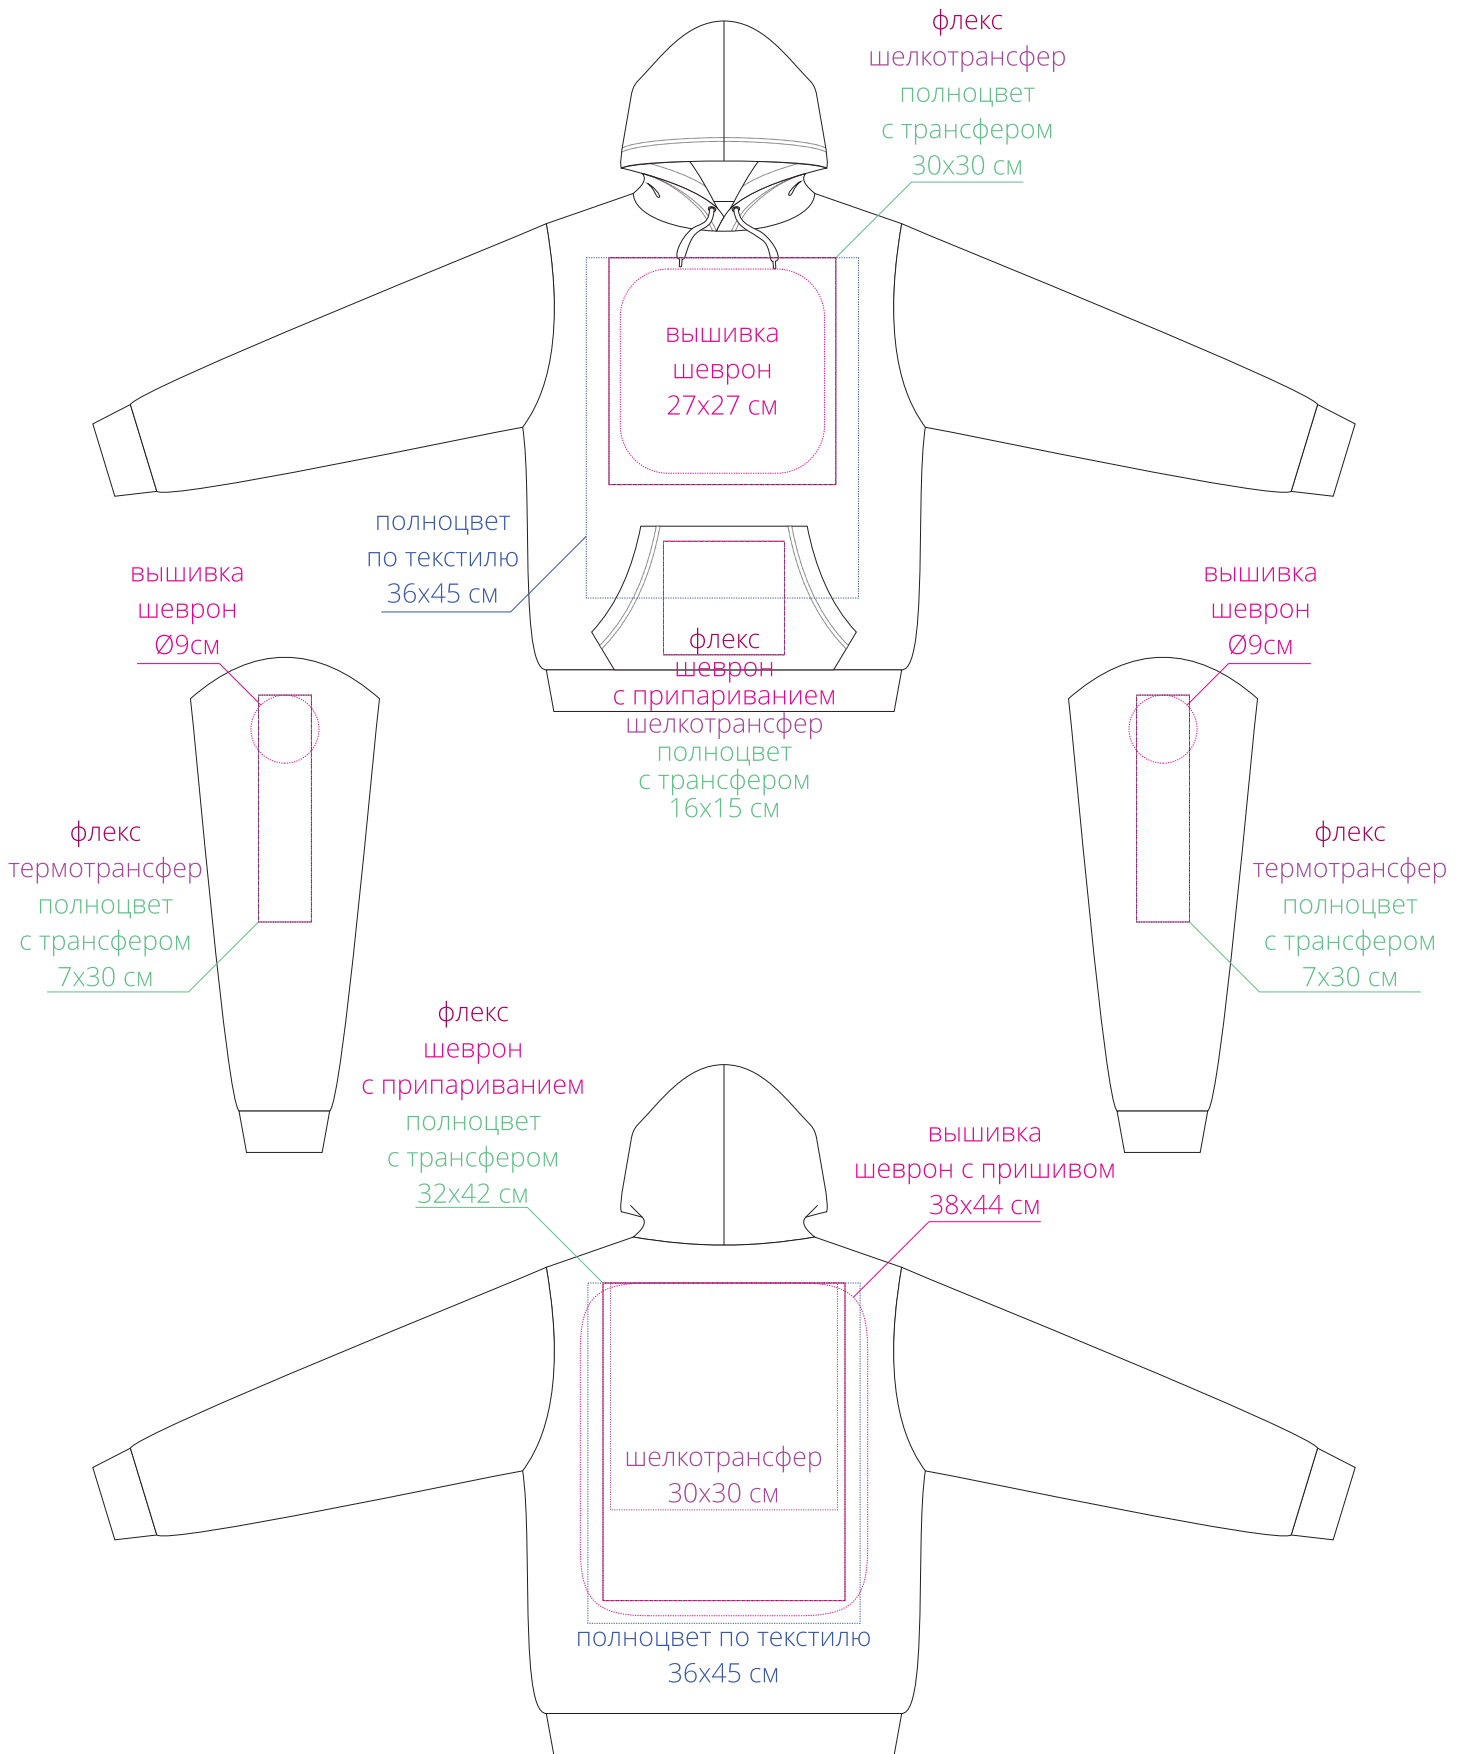 флекс
шелкотрансфер
полноцвет
с трансфером
30х30 см
вышивка
шеврон
27х27 см
полноцвет
по текстилю
36х45 см
вышивка
шеврон
Ø9см
вышивка
шеврон
Ø9см
флекс
шеврон
с припариванием
шелкотрансфер
полноцвет
с трансфером
16х15 см
флекс
термотрансфер
полноцвет
с трансфером
7х30 см
флекс
термотрансфер
полноцвет
с трансфером
7х30 см
флекс
шеврон
с припариванием
полноцвет
с трансфером
32х42 см
вышивка
шеврон с пришивом
38х44 см
шелкотрансфер
30х30 см
полноцвет по текстилю
36х45 см